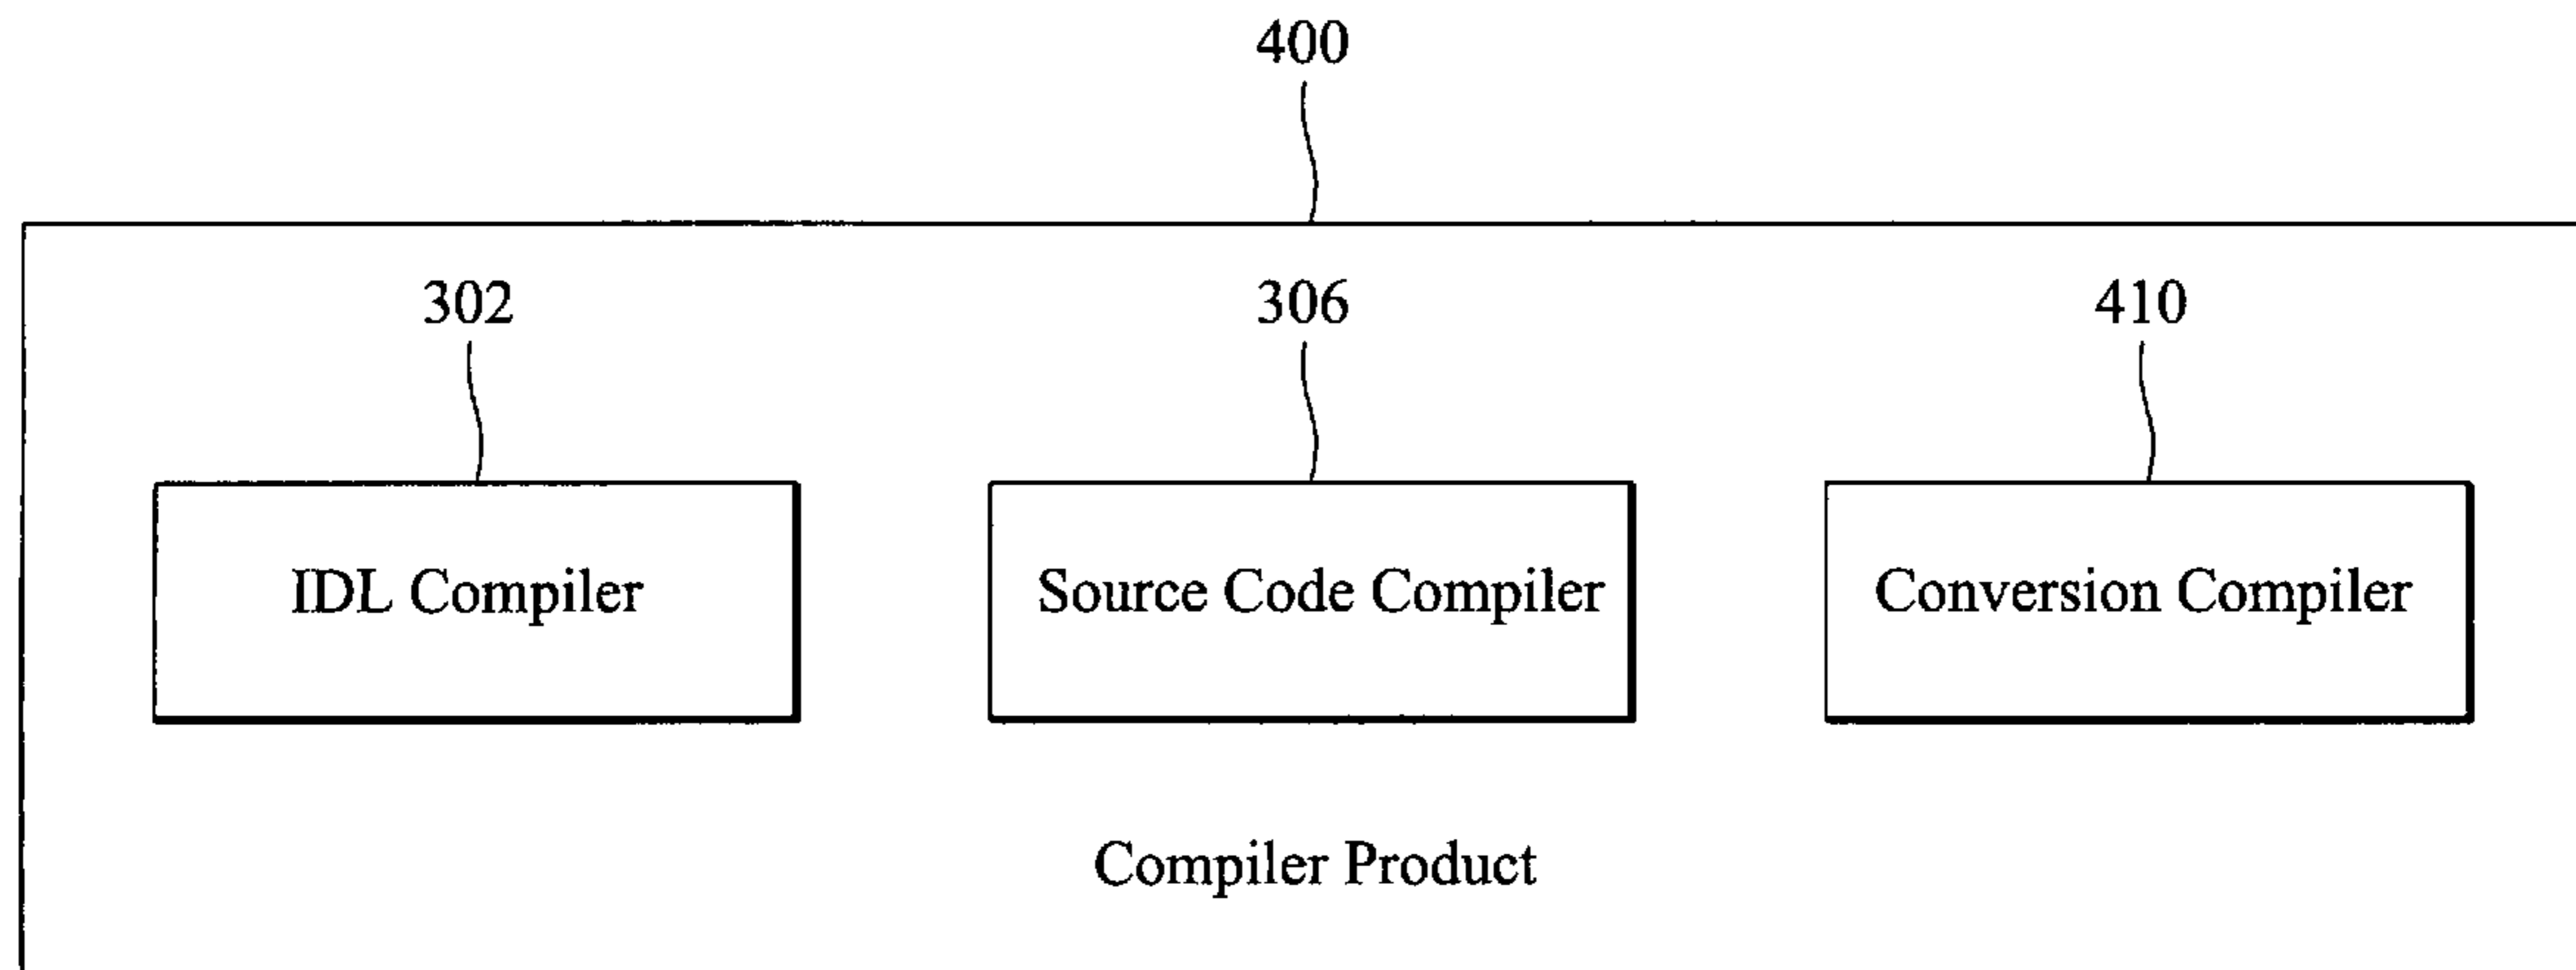 400
302 306 410
IDL Compiler Source Code Compiler Conversion Compiler
Compiler Product